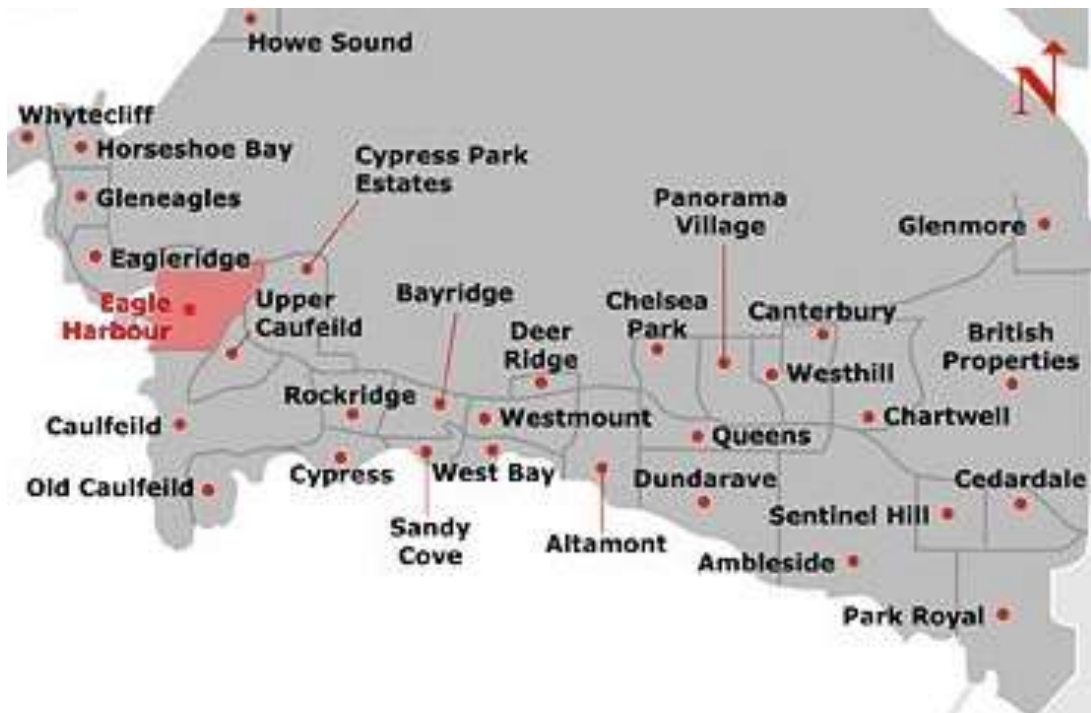 Howe Sound
N
Whytecliff
Horseshoe Bay
Cypress Park
Estates
Gleneagles
Panorama
Village
Glenmore
Eagleridge
Eagle
Harbour
Upper
Caufeild
Bayridge
Chelsea
Park
Canterbury
Deer
Ridge
British
Properties
Westhill
Rockridge
Westmount
Chartwell
Caulfeild
Queens
Cypress
West Bay
Dundarave
Cedardale
Old Caulfeild
Sentinel Hill
Sandy
Cove
Altamont
Ambleside
Park Royal